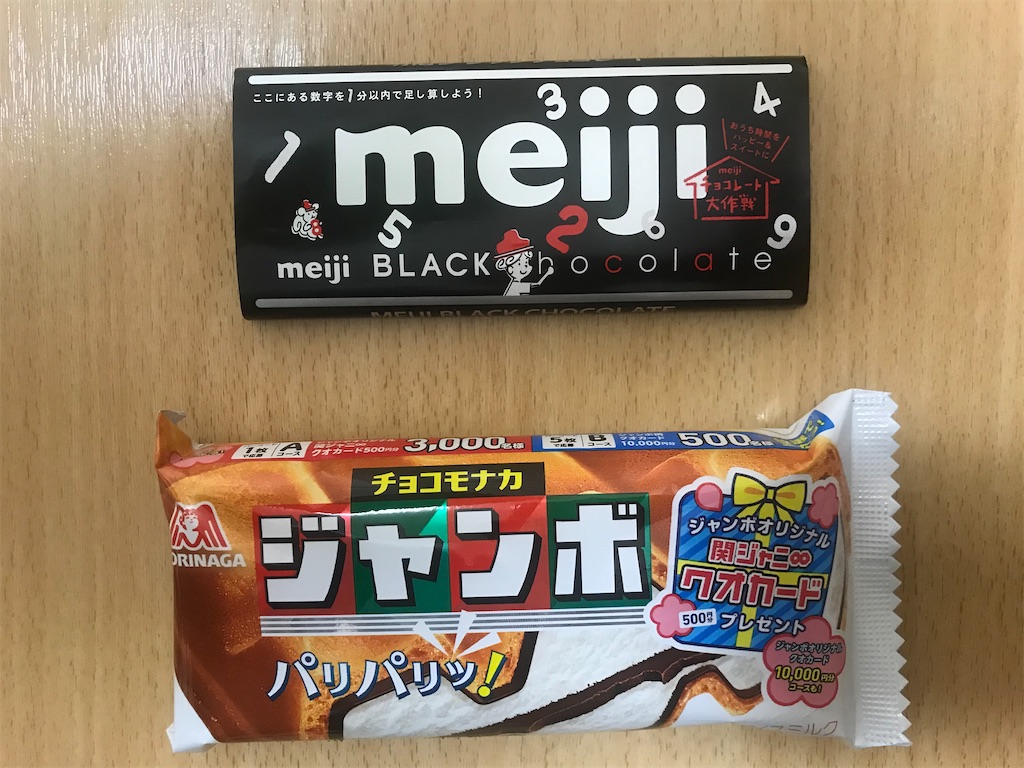 ここにある数字を1分以内で足し算しよう!
3
4
1
meiji
おうち時間を
ハッピー&
スイートに
meiji
チョコレート
大作戦
8
5
2
6
9
meiji BLACK Chocolate
MEIJI BLACK CHOCOLATE
1枚で応募 Aコース
関ジャニ∞
クオカード500円分
3,000名様
5枚で応募 Bコース
クオカード
10,000円分
500名様
チョコモナカ
ジャンボ
MORINAGA
パリパリッ!
ジャンボオリジナル
関ジャニ∞
クオカード
500円分
プレゼント
ジャンボオリジナル
クオカード
10,000円分
コースも!